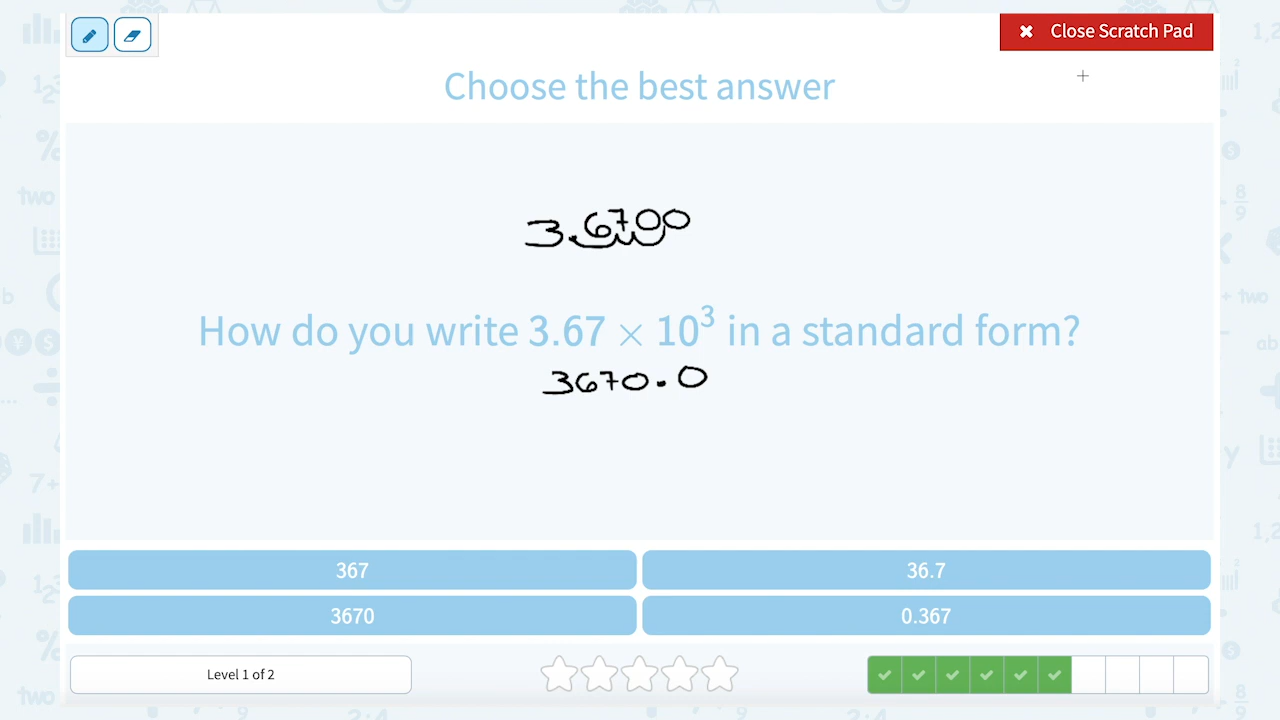 ✖ Close Scratch Pad
Choose the best answer
3.6700
How do you write 3.67 × 10³ in a standard form?
3670.0
367
36.7
3670
0.367
Level 1 of 2